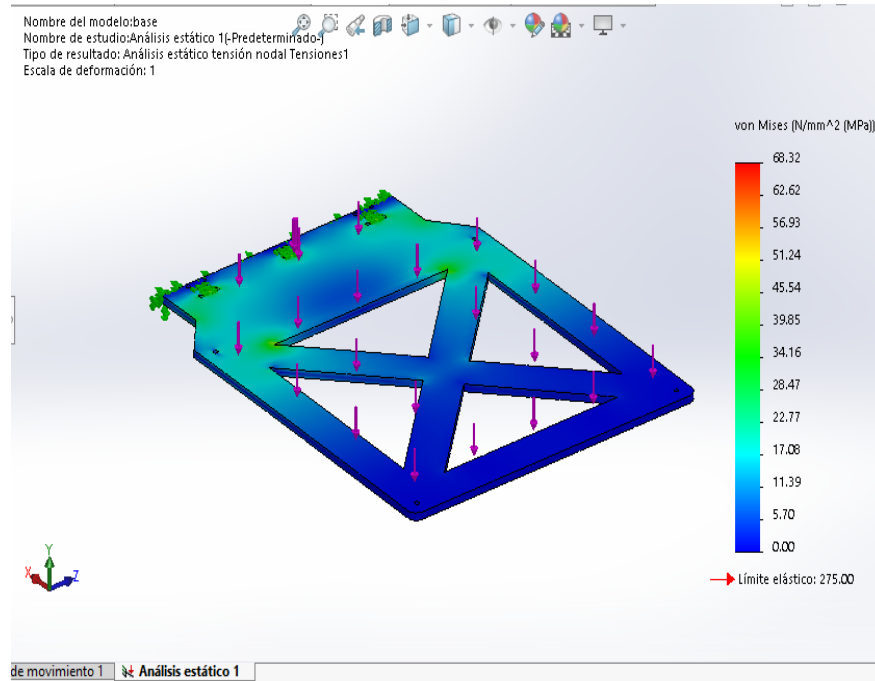 Nombre del modelo:base
Nombre de estudio:Análisis estático 1(-Predeterminado-)
Tipo de resultado: Análisis estático tensión nodal Tensiones1
Escala de deformación: 1
von Mises (N/mm^2 (MPa))
68.32
62.62
56.93
51.24
45.54
39.85
34.16
28.47
22.77
17.08
11.39
5.70
0.00
Límite elástico: 275.00
Y
X
Z
de movimiento 1
Análisis estático 1